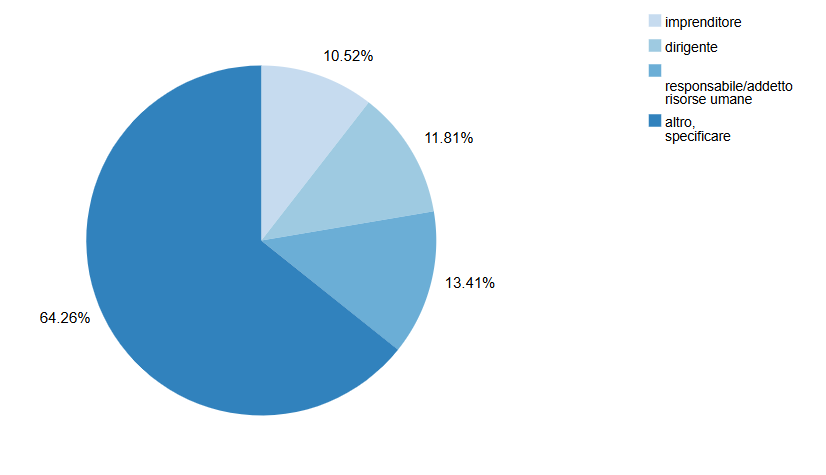 10.52%
11.81%
13.41%
64.26%
imprenditore
dirigente
responsabile/addetto
risorse umane
altro,
specificare